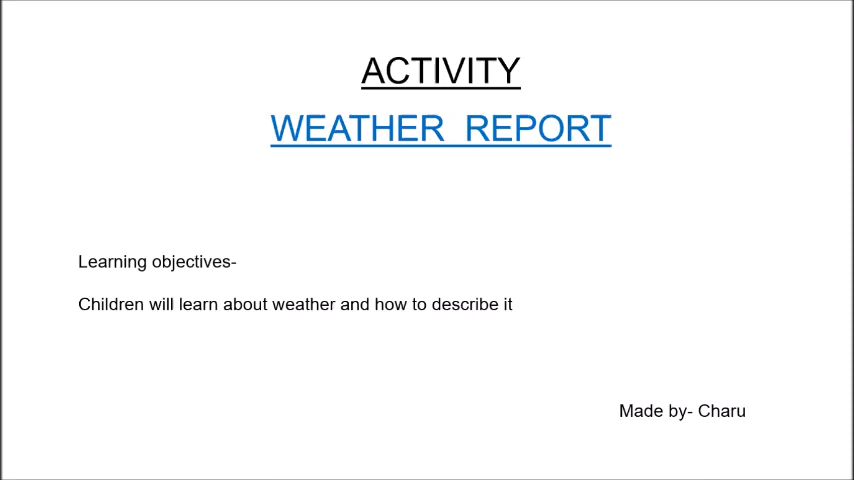 ACTIVITY
WEATHER REPORT
Learning objectives-
Children will learn about weather and how to describe it
Made by- Charu